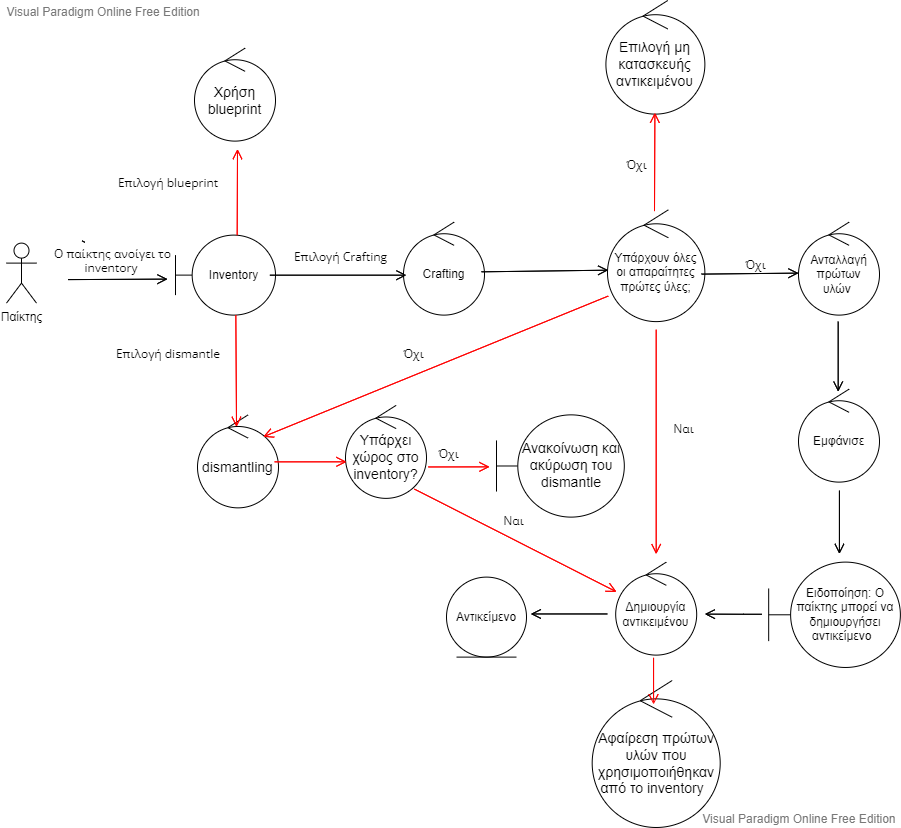 Visual Paradigm Online Free Edition
Επιλογή μη
κατασκευής
αντικειμένου
Χρήση
blueprint
Όχι
Επιλογή blueprint
Ο παίκτης ανοίγει το
inventory
Inventory
Επιλογή Crafting
Crafting
Υπάρχουν όλες
οι απαραίτητες
πρώτες ύλες;
Όχι
Ανταλλαγή
πρώτων
υλών
Παίκτης
Επιλογή dismantle
Όχι
Ναι
Εμφάνισε
dismantling
Υπάρχει
χώρος στο
inventory?
Όχι
Ανακοίνωση και
ακύρωση του
dismantle
Ναι
Αντικείμενο
Δημιουργία
αντικειμένου
Ειδοποίηση: Ο
παίκτης μπορεί να
δημιουργήσει
αντικείμενο
Αφαίρεση πρώτων
υλών που
χρησιμοποιήθηκαν
από το inventory
Visual Paradigm Online Free Edition